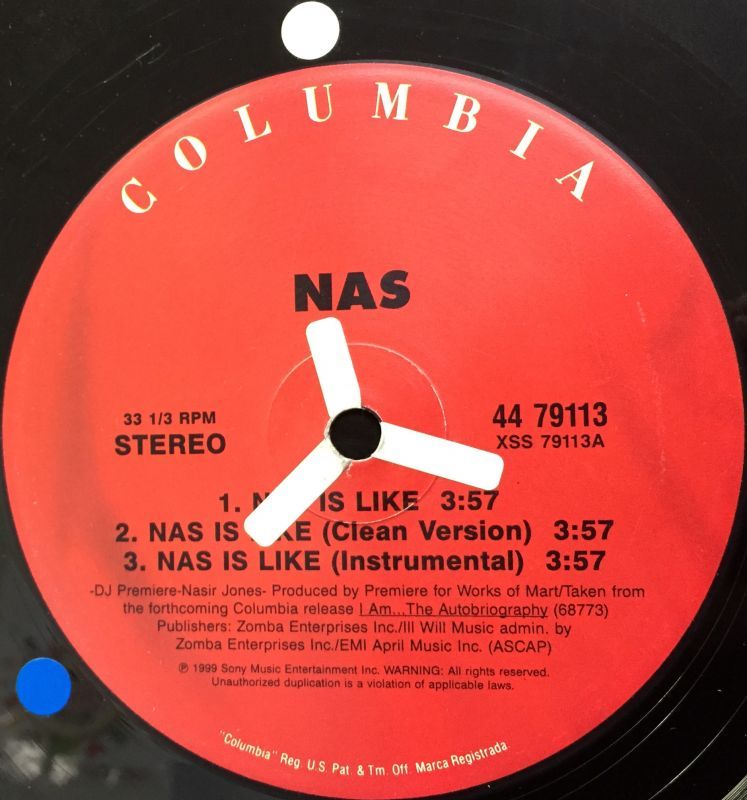 COLUMBIA
NAS
33 1/3 RPM
STEREO
44 79113
XSS 79113A
1. N IS LIKE 3:57
2. NAS IS KE (Clean Version) 3:57
3. NAS IS LIKE (Instrumental) 3:57
-DJ Premiere-Nasir Jones- Produced by Premiere for Works of Mart/Taken from
the forthcoming Columbia release I Am...The Autobriography (68773)
Publishers: Zomba Enterprises Inc./Ill Will Music admin. by
Zomba Enterprises Inc./EMI April Music Inc. (ASCAP)
℗ 1999 Sony Music Entertainment Inc. WARNING: All rights reserved.
Unauthorized duplication is a violation of applicable laws.
"Columbia" Reg. U.S. Pat. & Tm. Off. Marca Registrada.